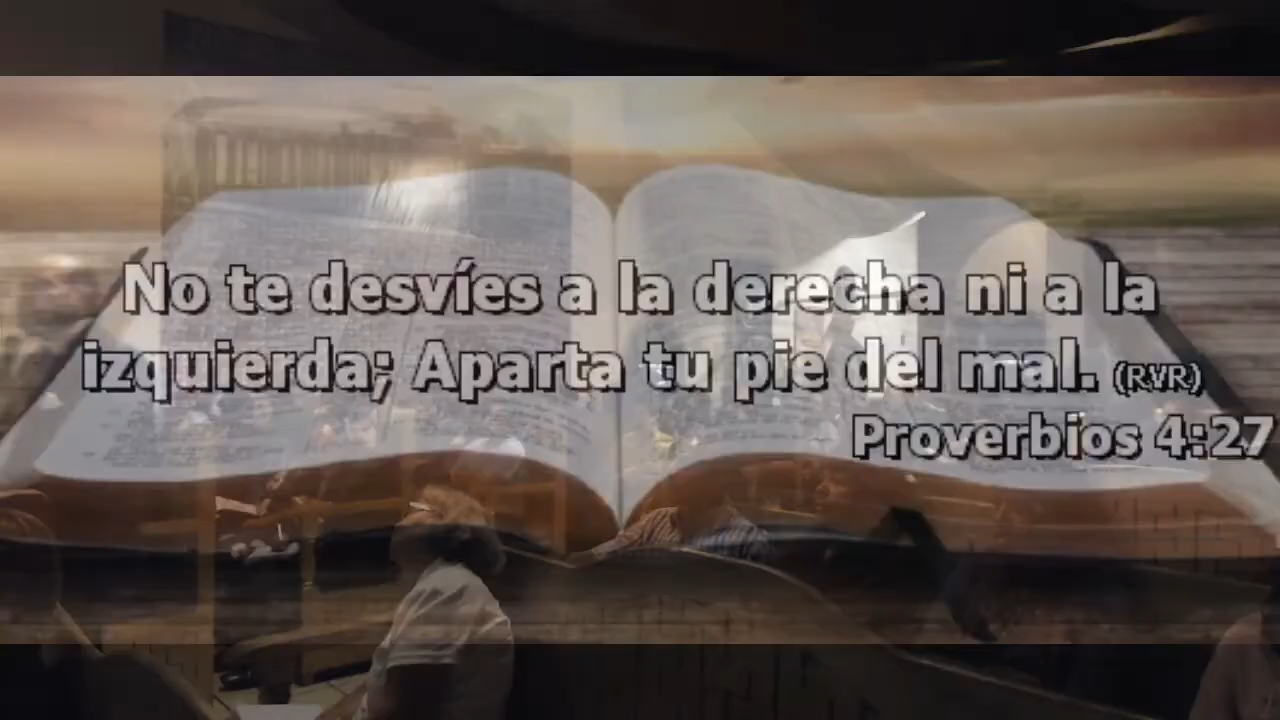 No te desvíes a la derecha ni a la
izquierda; Aparta tu pie del mal. (RVR)
Proverbios 4:27